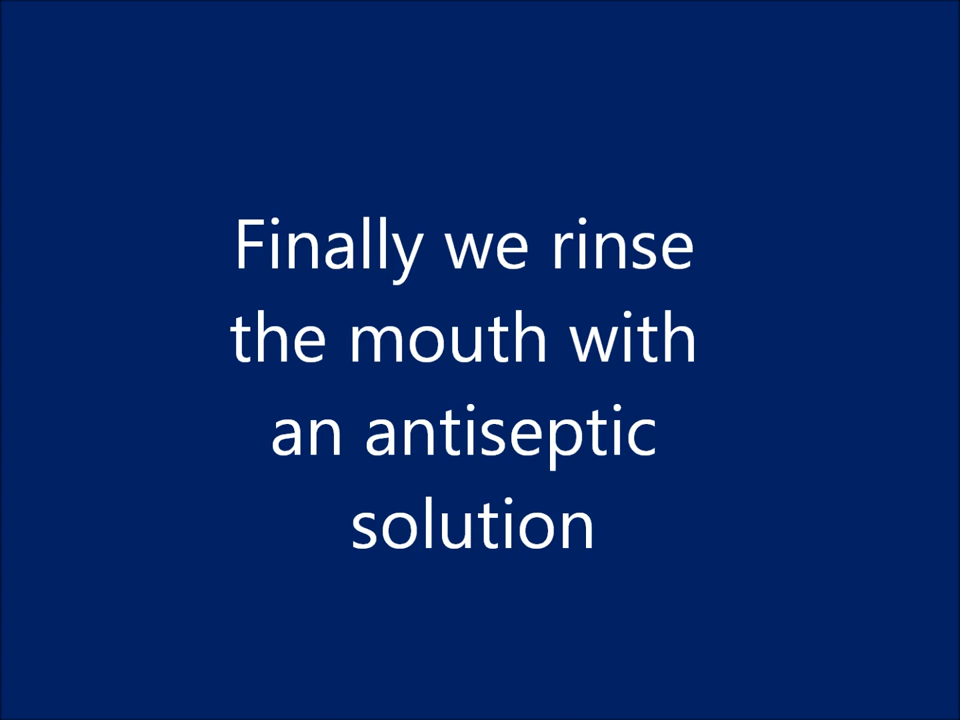 Finally we rinse
the mouth with
an antiseptic
solution